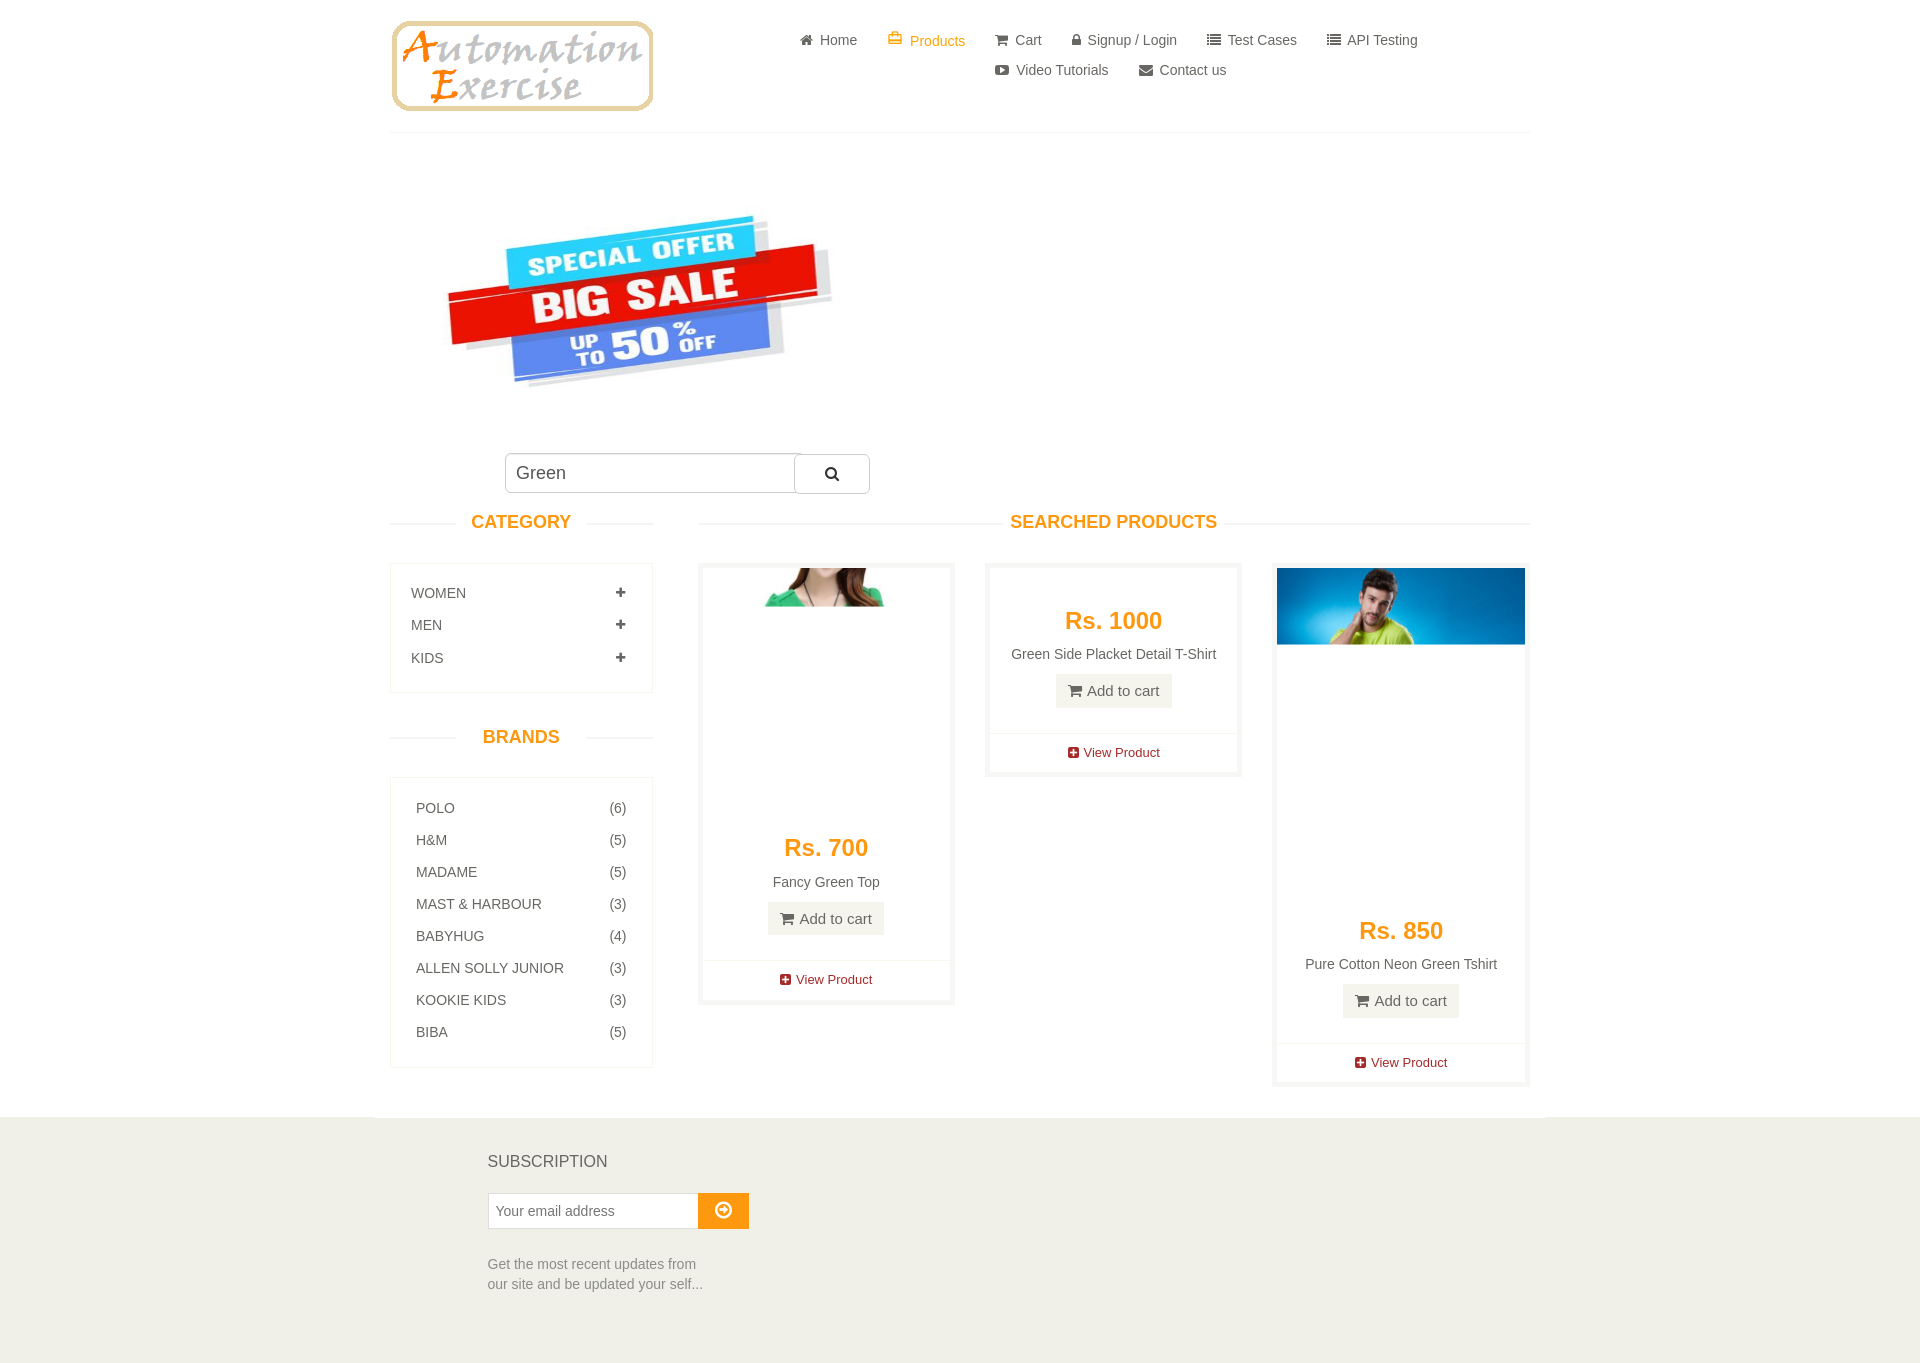 Automation
Exercise
Home
Products
Cart
Signup / Login
Test Cases
API Testing
Video Tutorials
Contact us
SPECIAL OFFER
BIG SALE
UP TO 50% OFF
Green
CATEGORY
WOMEN
MEN
KIDS
BRANDS
POLO (6)
H&M (5)
MADAME (5)
MAST & HARBOUR (3)
BABYHUG (4)
ALLEN SOLLY JUNIOR (3)
KOOKIE KIDS (3)
BIBA (5)
SEARCHED PRODUCTS
Rs. 700
Fancy Green Top
Add to cart
View Product
Rs. 1000
Green Side Placket Detail T-Shirt
Add to cart
View Product
Rs. 850
Pure Cotton Neon Green Tshirt
Add to cart
View Product
SUBSCRIPTION
Your email address
Get the most recent updates from
our site and be updated your self...